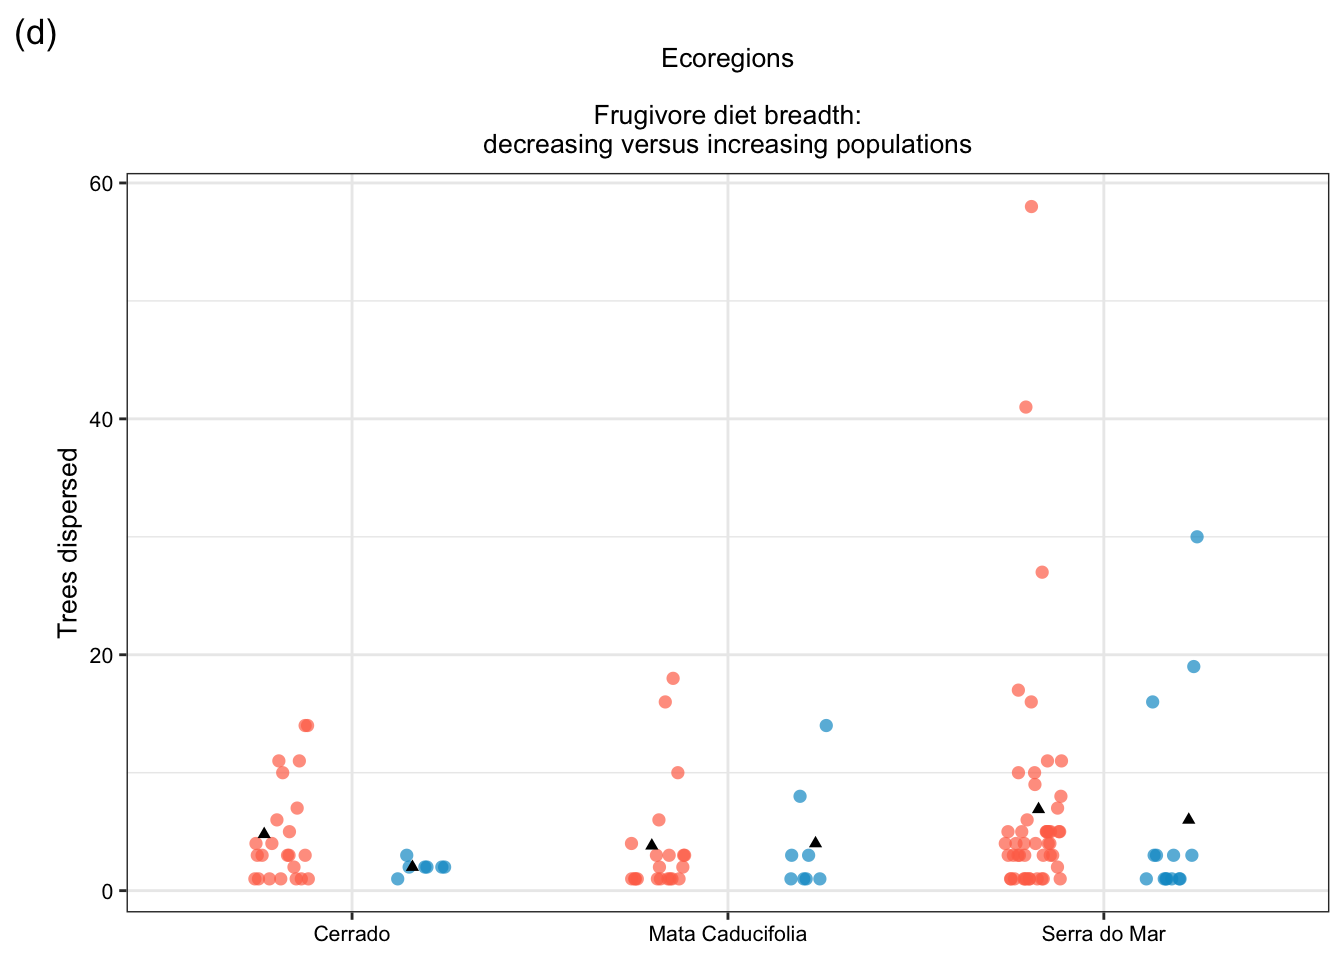 (d)
Ecoregions
Frugivore diet breadth:
decreasing versus increasing populations
60
40
20
0
Trees dispersed
Cerrado
Mata Caducifolia
Serra do Mar